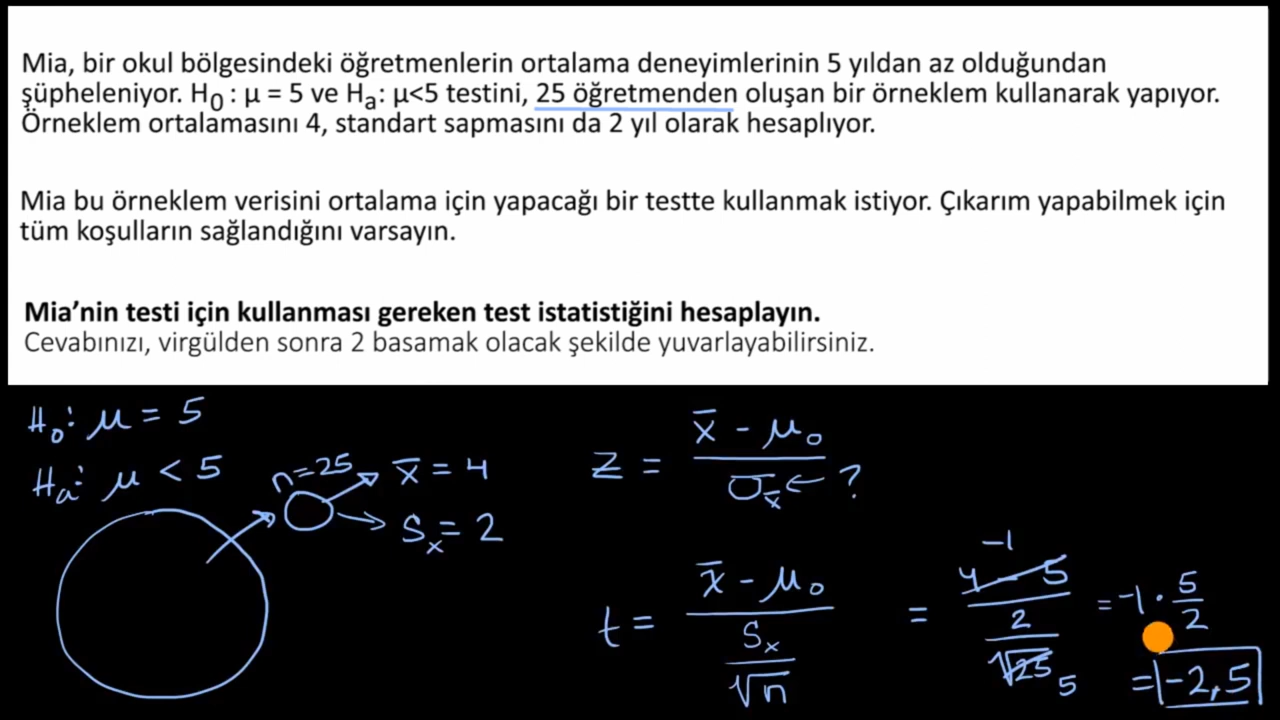 Mia, bir okul bölgesindeki öğretmenlerin ortalama deneyimlerinin 5 yıldan az olduğundan
şüpheleniyor. H₀ : μ = 5 ve Hₐ: μ<5 testini, 25 öğretmenden oluşan bir örneklem kullanarak yapıyor.
Örneklem ortalamasını 4, standart sapmasını da 2 yıl olarak hesaplıyor.
Mia bu örneklem verisini ortalama için yapacağı bir testte kullanmak istiyor. Çıkarım yapabilmek için
tüm koşulların sağlandığını varsayın.
Mia’nin testi için kullanması gereken test istatistiğini hesaplayın.
Cevabınızı, virgülden sonra 2 basamak olacak şekilde yuvarlayabilirsiniz.
H₀: μ = 5
Hₐ: μ < 5
n=25
x̄ = 4
Sₓ = 2
z = (x̄ - μ₀) / σₓ̄ ← ?
t = (x̄ - μ₀) / (Sₓ / √n) = (4 - 5) / (2 / √25) = -1 · 5/2
-1
5
= -2,5